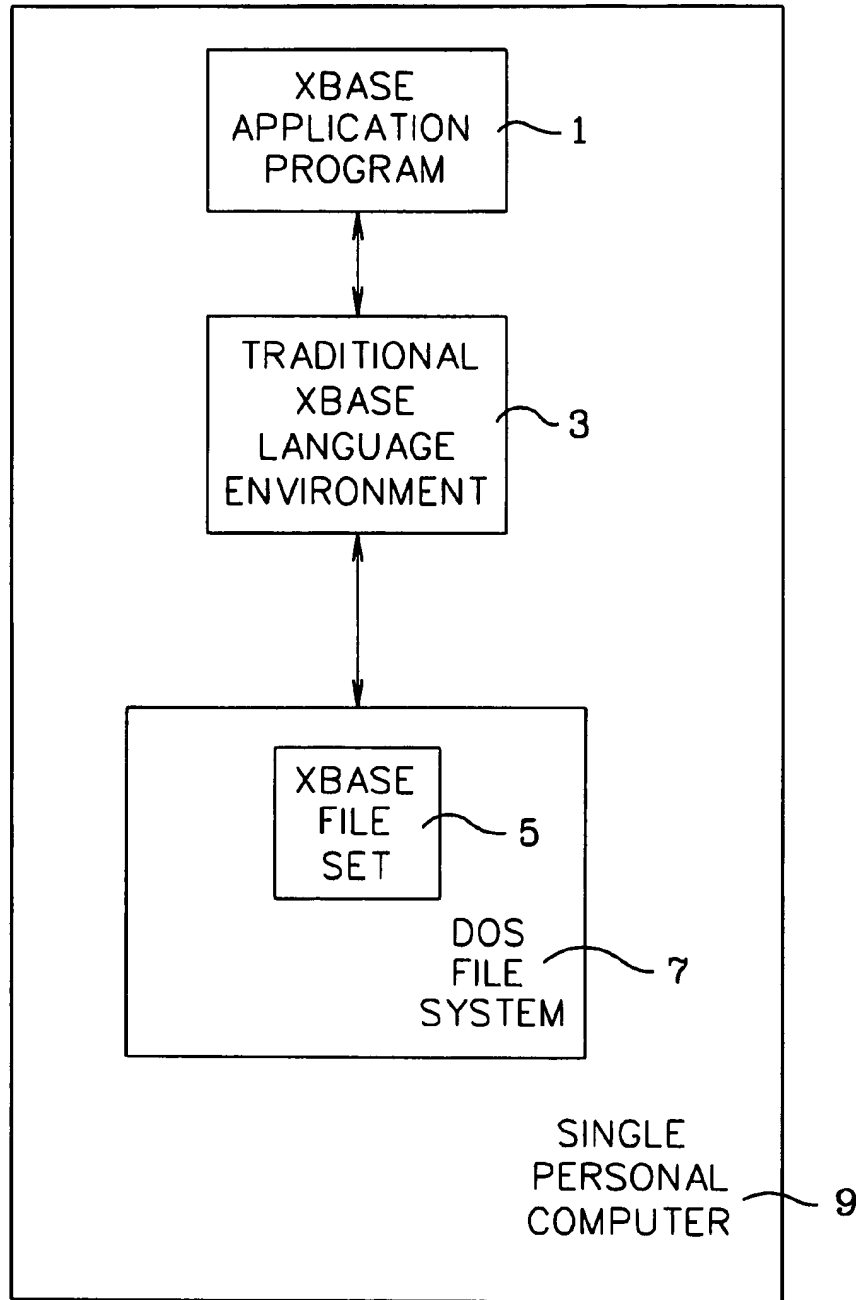 XBASE
APPLICATION
PROGRAM
1
TRADITIONAL
XBASE
LANGUAGE
ENVIRONMENT
3
XBASE
FILE
SET
5
DOS
FILE
SYSTEM
7
SINGLE
PERSONAL
COMPUTER
9